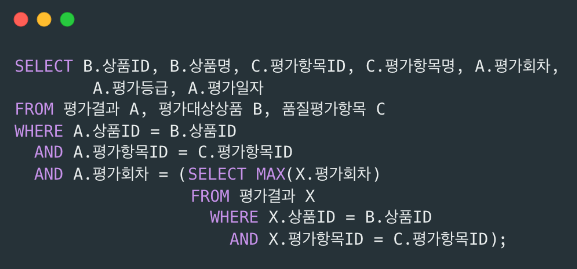 SELECT B.상품ID, B.상품명, C.평가항목ID, C.평가항목명, A.평가회차,
A.평가등급, A.평가일자
FROM 평가결과 A, 평가대상상품 B, 품질평가항목 C
WHERE A.상품ID = B.상품ID
AND A.평가항목ID = C.평가항목ID
AND A.평가회차 = (SELECT MAX(X.평가회차)
FROM 평가결과 X
WHERE X.상품ID = B.상품ID
AND X.평가항목ID = C.평가항목ID);